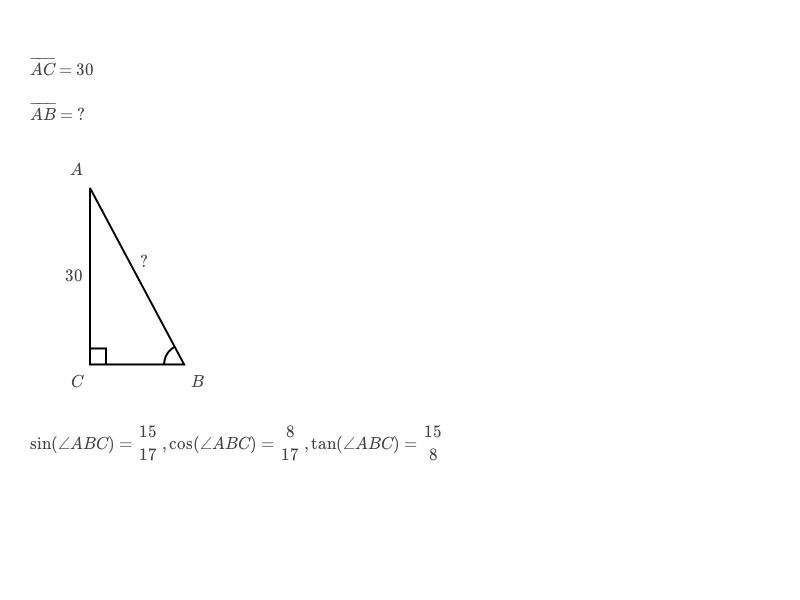 AC = 30
AB = ?
A
?
30
C
B
sin(∠ABC) = 15/17 , cos(∠ABC) = 8/17 , tan(∠ABC) = 15/8